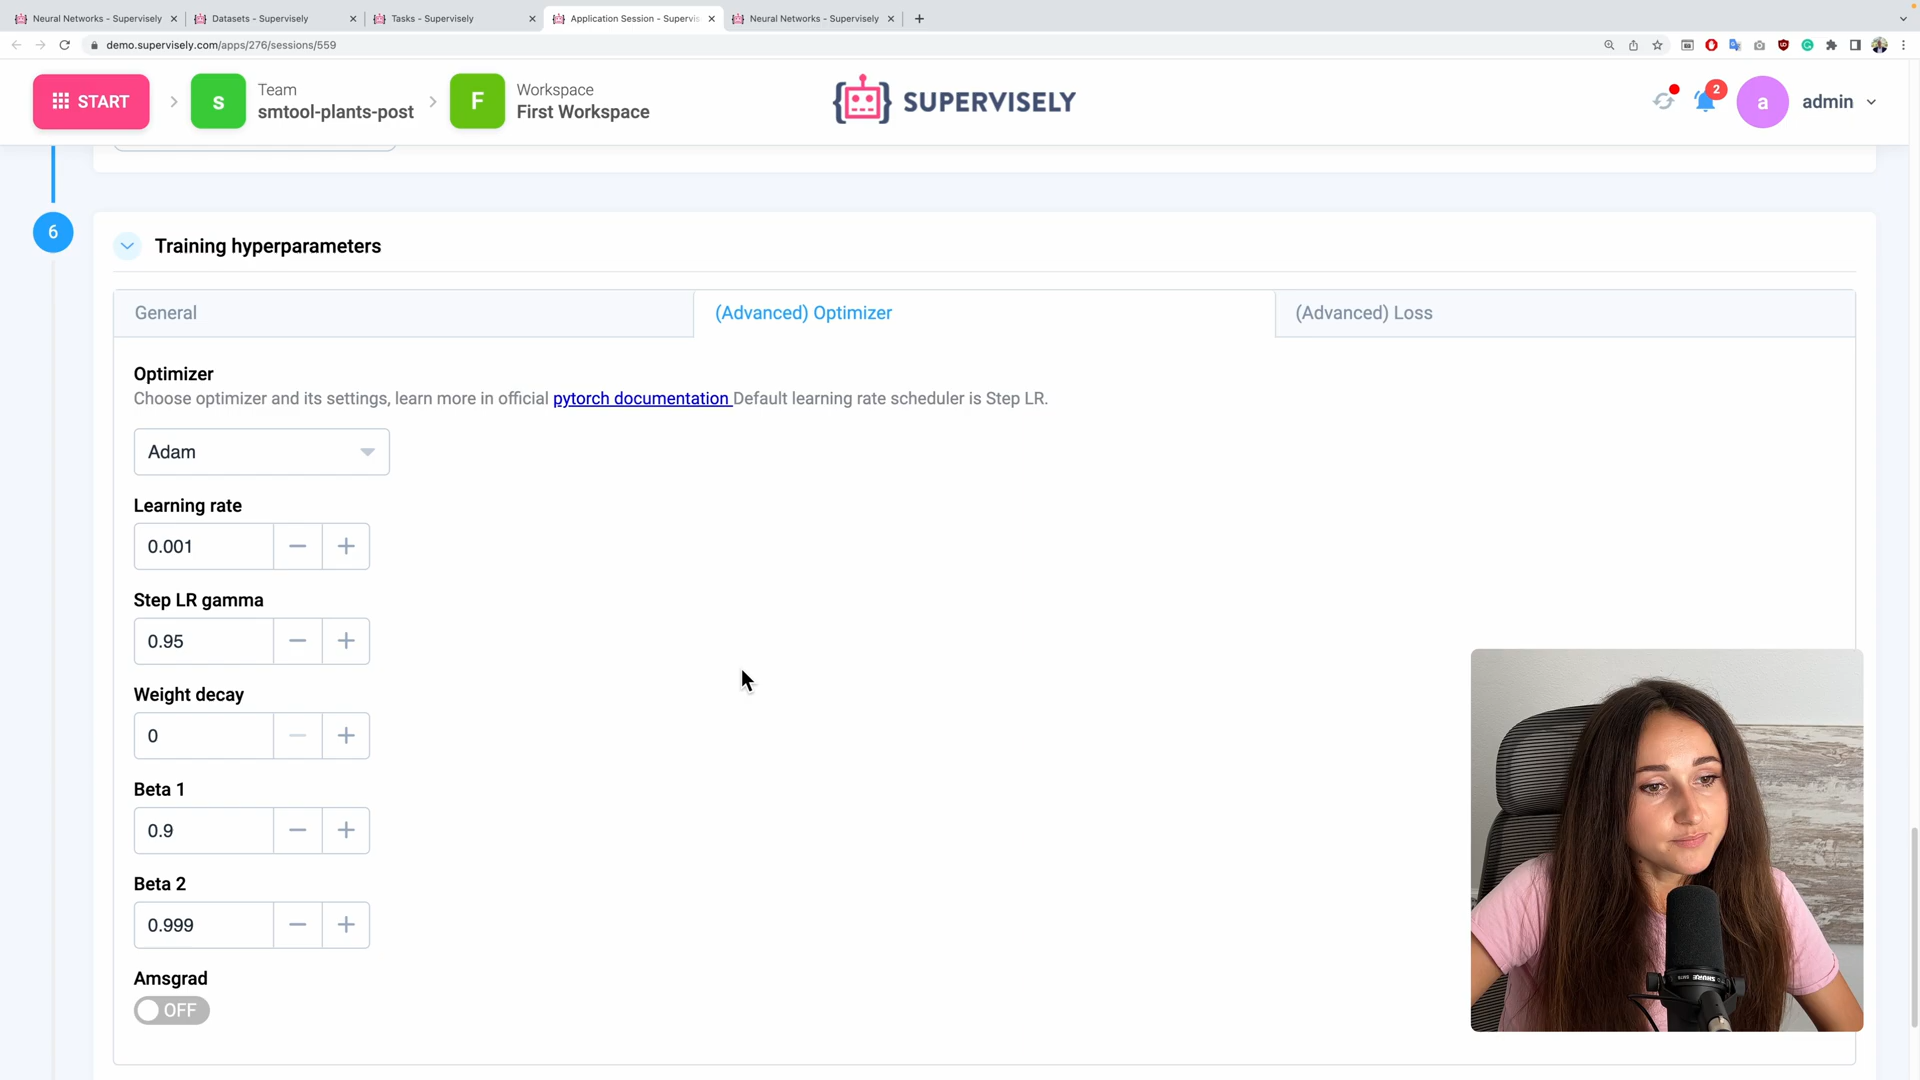 Neural Networks - Supervisely
Datasets - Supervisely
Tasks - Supervisely
Application Session - Supervis
Neural Networks - Supervisely
demo.supervisely.com/apps/276/sessions/559
START
s
Team
smtool-plants-post
F
Workspace
First Workspace
SUPERVISELY
2
a
admin
6
Training hyperparameters
General
(Advanced) Optimizer
(Advanced) Loss
Optimizer
Choose optimizer and its settings, learn more in official pytorch documentation Default learning rate scheduler is Step LR.
Adam
Learning rate
0.001
Step LR gamma
0.95
Weight decay
0
Beta 1
0.9
Beta 2
0.999
Amsgrad
OFF
SHURE